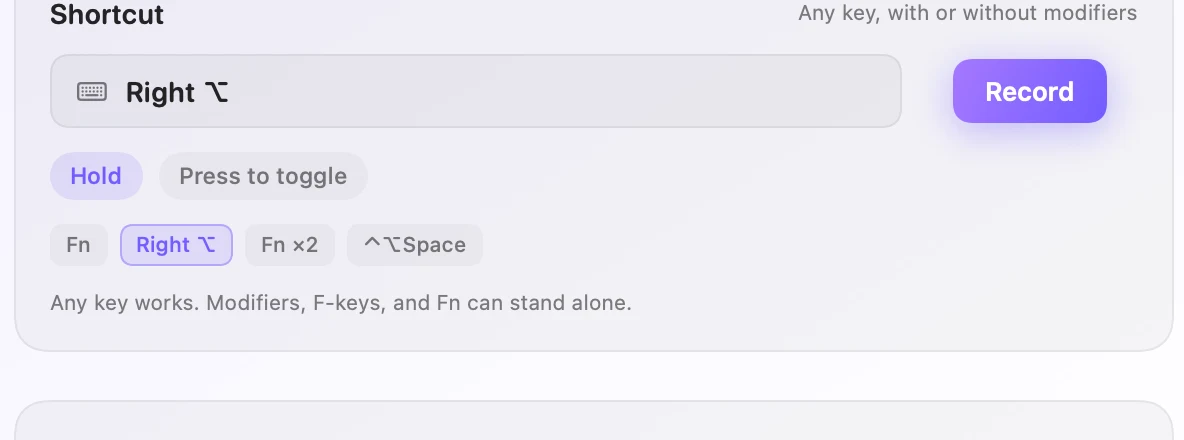 Shortcut
Any key, with or without modifiers
Right ⌥
Record
Hold
Press to toggle
Fn
Right ⌥
Fn ×2
^⌥Space
Any key works. Modifiers, F-keys, and Fn can stand alone.